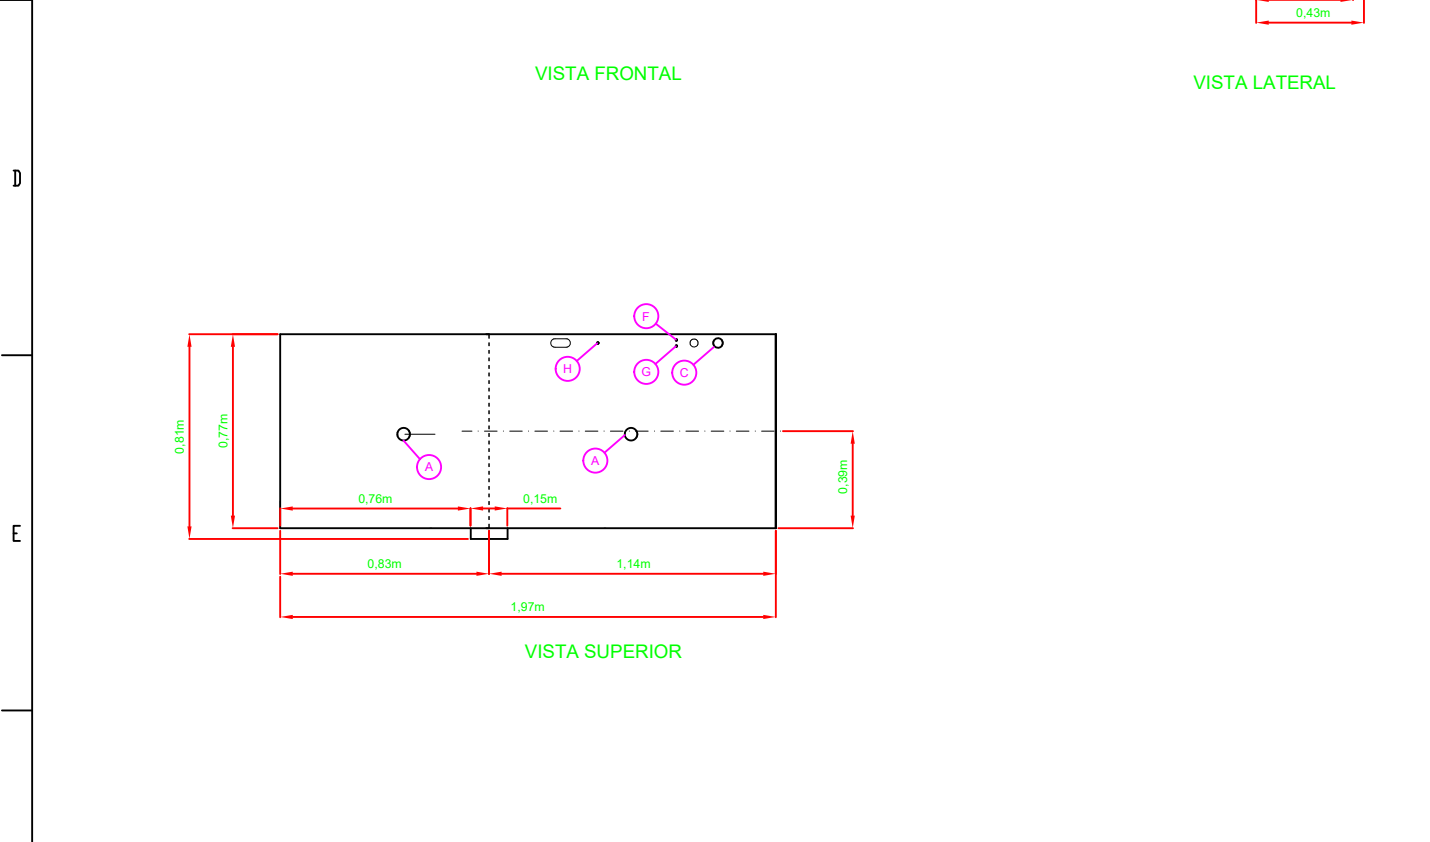 0,43m
VISTA FRONTAL
VISTA LATERAL
D
F
H
G
C
0,81m
0,77m
A
A
0,39m
0,76m
0,15m
E
0,83m
1,14m
1,97m
VISTA SUPERIOR